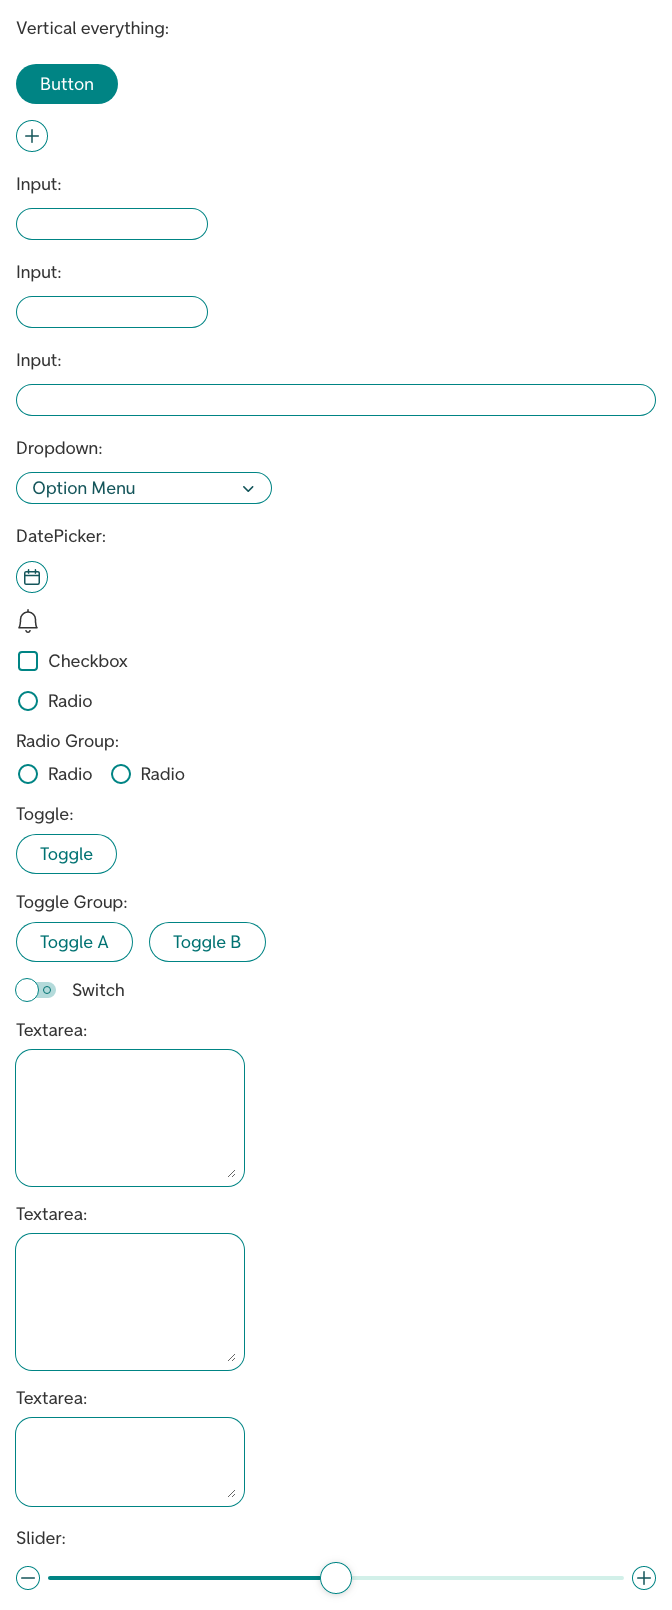 Vertical everything:
Button
Input:
Input:
Input:
Dropdown:
Option Menu
DatePicker:
Checkbox
Radio
Radio Group:
Radio Radio
Toggle:
Toggle
Toggle Group:
Toggle A Toggle B
Switch
Textarea:
Textarea:
Textarea:
Slider: